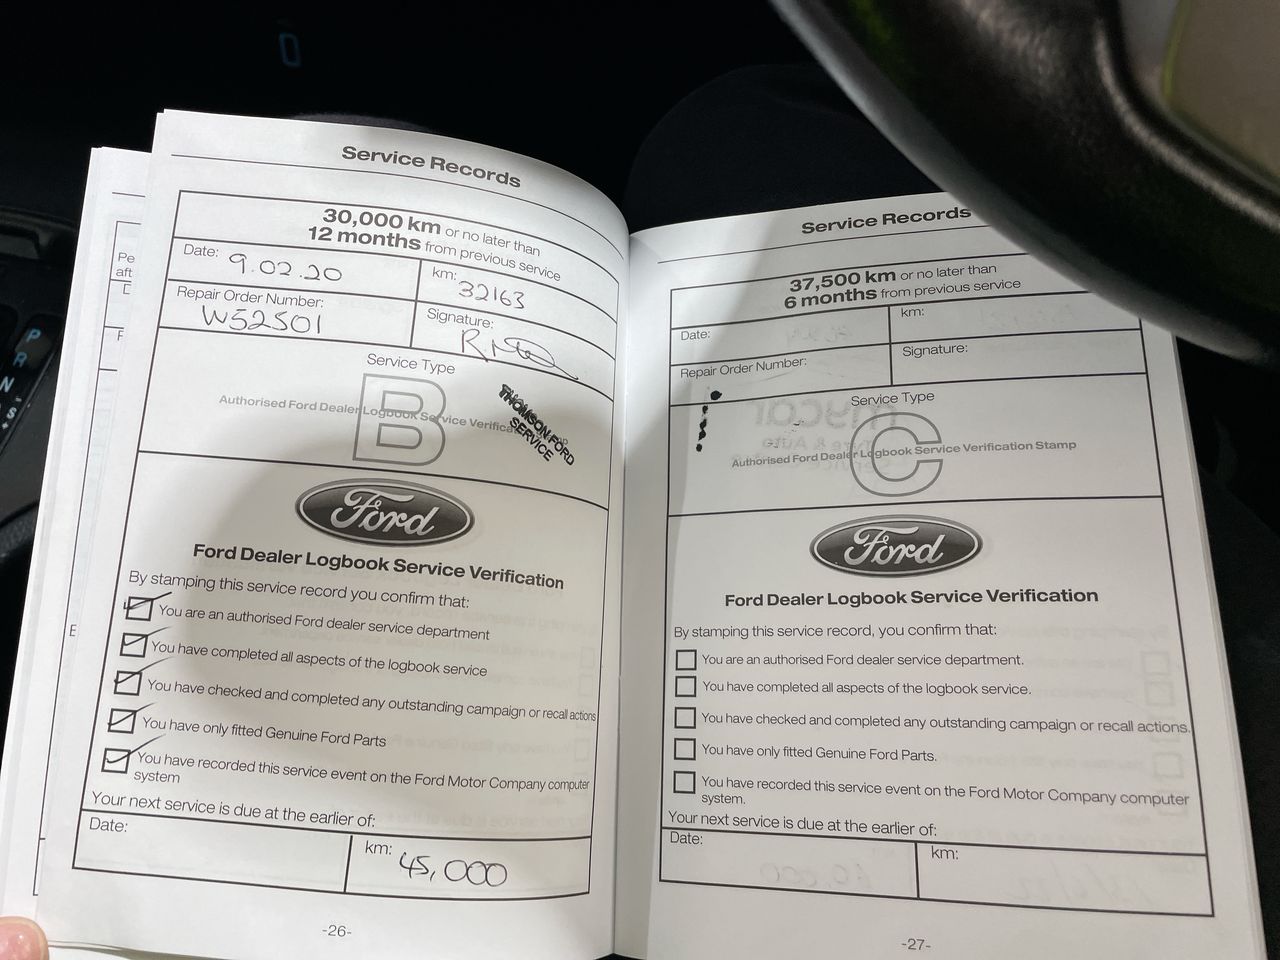 Service Records
30,000 km or no later than
12 months from previous service
Date: 9.02.20
km: 32163
Repair Order Number: W52501
Signature:
Service Type
B
Authorised Ford Dealer Logbook Service
THOMSON FORD
SERVICE
Ford
Ford Dealer Logbook Service Verification
By stamping this service record you confirm that:
You are an authorised Ford dealer service department
You have completed all aspects of the logbook service
You have checked and completed any outstanding campaign or recall actions
You have only fitted Genuine Ford Parts
You have recorded this service event on the Ford Motor Company computer
system
Your next service is due at the earlier of:
Date:
km: 45,000
-26-
Service Records
37,500 km or no later than
6 months from previous service
Date:
km:
Repair Order Number:
Signature:
Service Type
C
Authorised Ford Dealer Logbook Service Verification Stamp
Ford
Ford Dealer Logbook Service Verification
By stamping this service record, you confirm that:
You are an authorised Ford dealer service department.
You have completed all aspects of the logbook service.
You have checked and completed any outstanding campaign or recall actions.
You have only fitted Genuine Ford Parts.
You have recorded this service event on the Ford Motor Company computer
system.
Your next service is due at the earlier of:
Date:
km:
-27-
P
R
N
S
Pe
aft